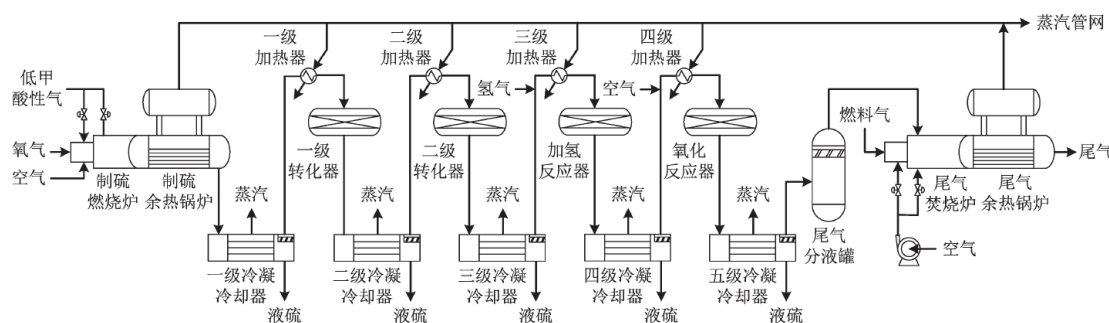 蒸汽管网
一级
加热器
二级
加热器
三级
加热器
四级
加热器
低甲
酸性气
氢气
空气
燃料气
氧气
空气
制硫
燃烧炉
制硫
余热锅炉
一级
转化器
二级
转化器
加氢
反应器
氧化
反应器
尾气
尾气
焚烧炉
尾气
余热锅炉
蒸汽
蒸汽
蒸汽
蒸汽
蒸汽
尾气
分液罐
空气
一级冷凝
冷却器
二级冷凝
冷却器
三级冷凝
冷却器
四级冷凝
冷却器
五级冷凝
冷却器
液硫
液硫
液硫
液硫
液硫